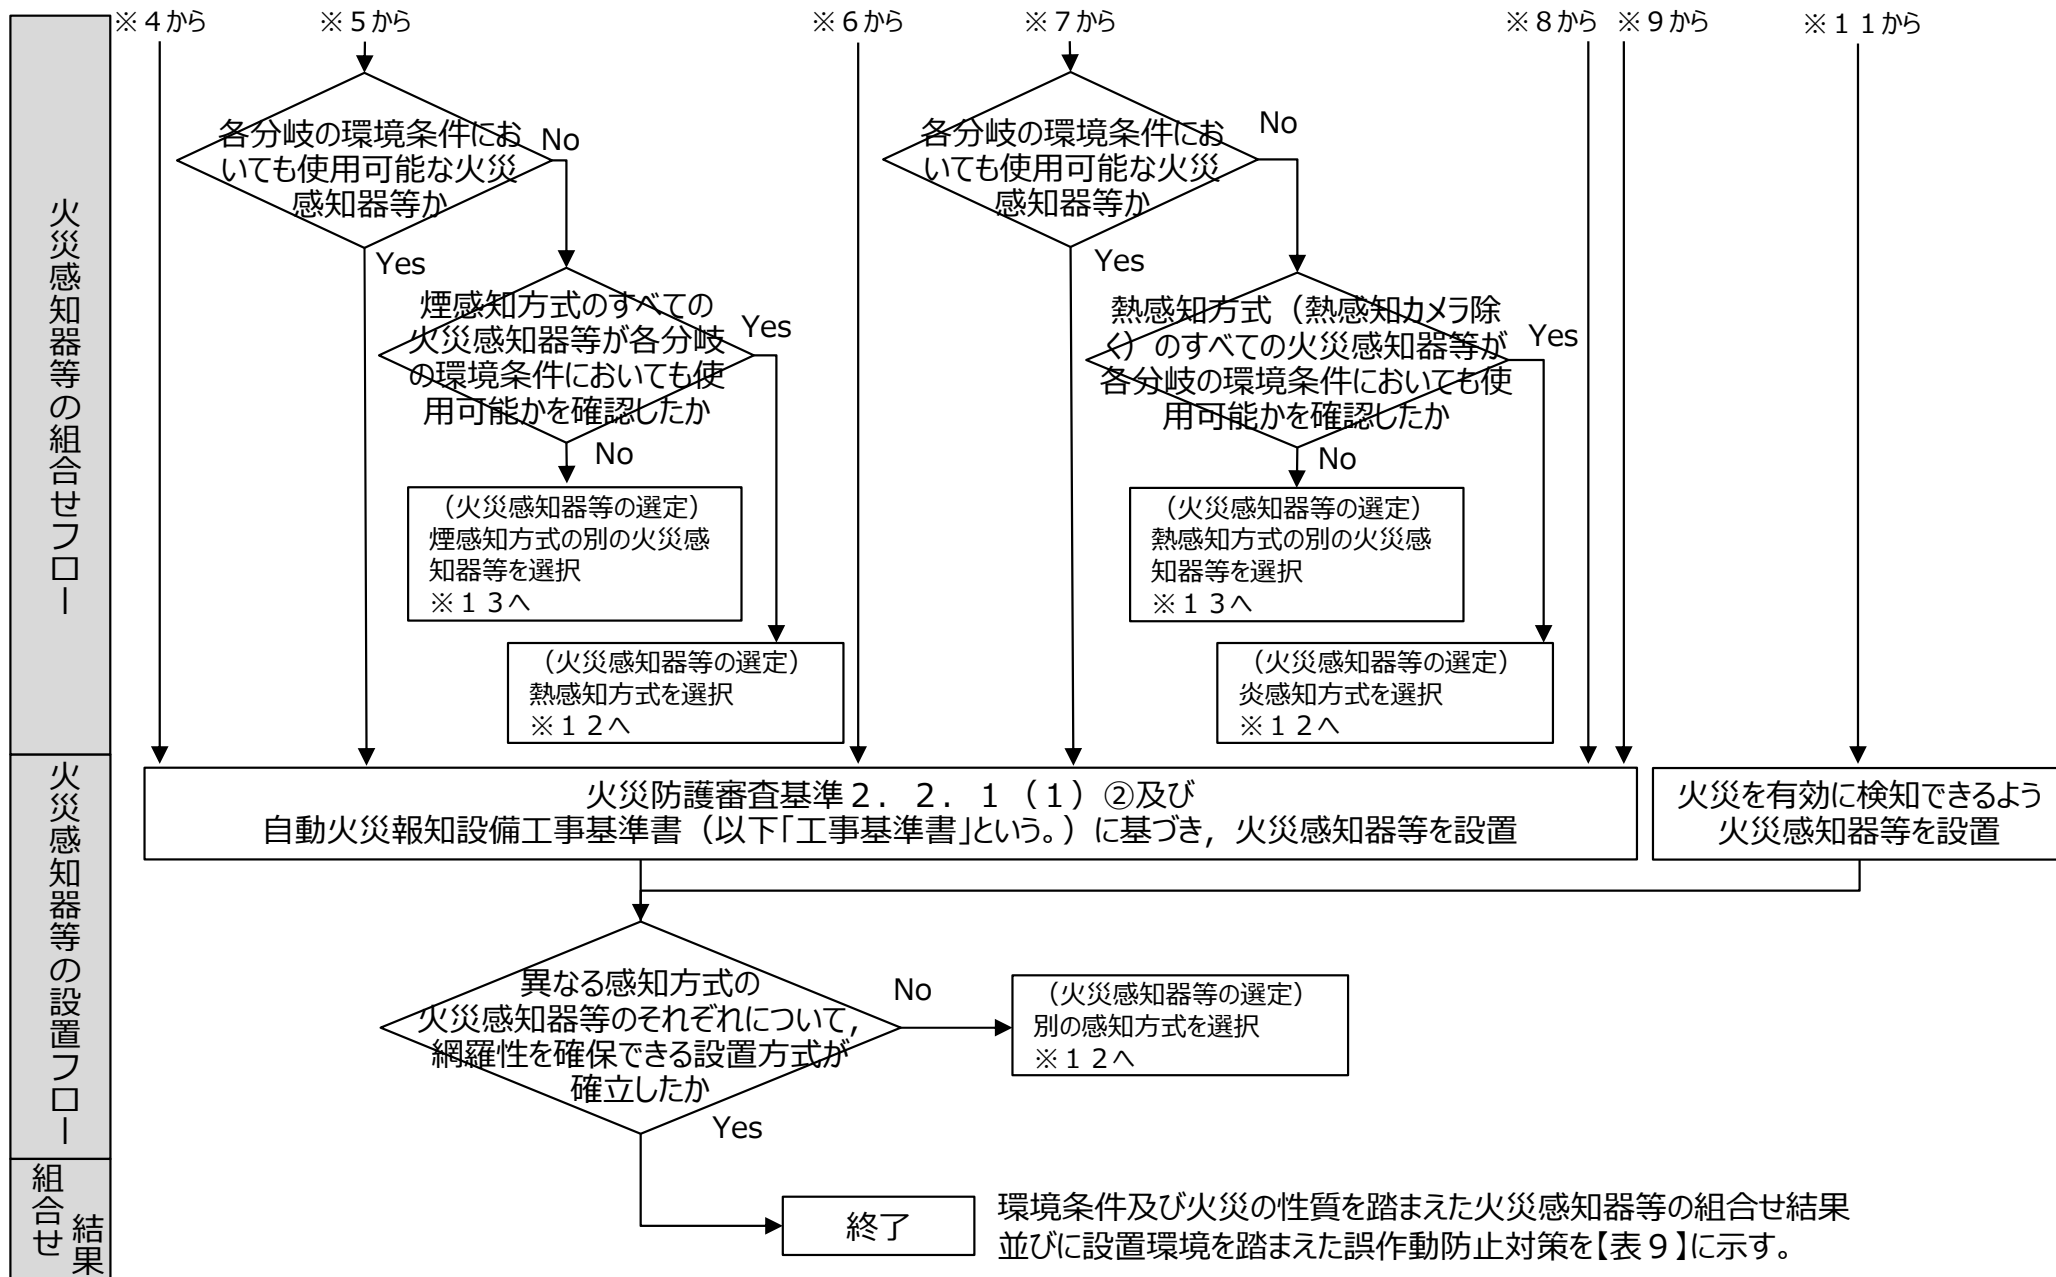 ※4から
※5から
※6から
※7から
※8から
※9から
※11から
火災感知器等の組合せフロー
各分岐の環境条件にお
いても使用可能な火災
感知器等か
No
Yes
煙感知方式のすべての
火災感知器等が各分岐
の環境条件においても使
用可能かを確認したか
Yes
No
(火災感知器等の選定)
煙感知方式の別の火災感
知器等を選択
※13へ
(火災感知器等の選定)
熱感知方式を選択
※12へ
各分岐の環境条件にお
いても使用可能な火災
感知器等か
No
Yes
熱感知方式(熱感知カメラ除
く)のすべての火災感知器等が
各分岐の環境条件においても使
用可能かを確認したか
Yes
No
(火災感知器等の選定)
熱感知方式の別の火災感
知器等を選択
※13へ
(火災感知器等の選定)
炎感知方式を選択
※12へ
火災感知器等の設置フロー
火災防護審査基準2.2.1(1)②及び
自動火災報知設備工事基準書(以下「工事基準書」という。)に基づき,火災感知器等を設置
火災を有効に検知できるよう
火災感知器等を設置
異なる感知方式の
火災感知器等のそれぞれについて,
網羅性を確保できる設置方式が
確立したか
No
Yes
(火災感知器等の選定)
別の感知方式を選択
※12へ
組合せ
結果
終了
環境条件及び火災の性質を踏まえた火災感知器等の組合せ結果
並びに設置環境を踏まえた誤作動防止対策を【表9】に示す。